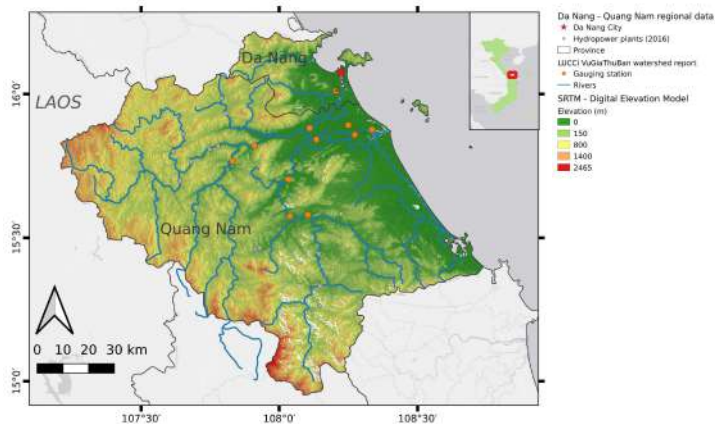 Da Nang - Quang Nam regional data
Da Nang City
Hydropower plants (2016)
Province
LUCCi VuGiaThuBan watershed report
Gauging station
Rivers
SRTM - Digital Elevation Model
Elevation (m)
0
150
800
1400
2465
Da Nang
LAOS
Quang Nam
16°0'
15°30'
15°0'
0 10 20 30 km
107°30'
108°0'
108°30'